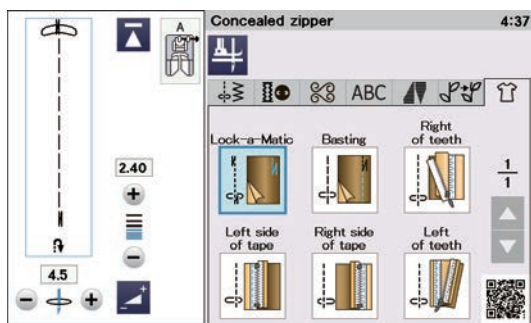 Concealed zipper 4:37
A
ABC
Lock-a-Matic Basting Right
of teeth
2.40
1
1
Left side
of tape Right side
of tape Left
of teeth
4.5